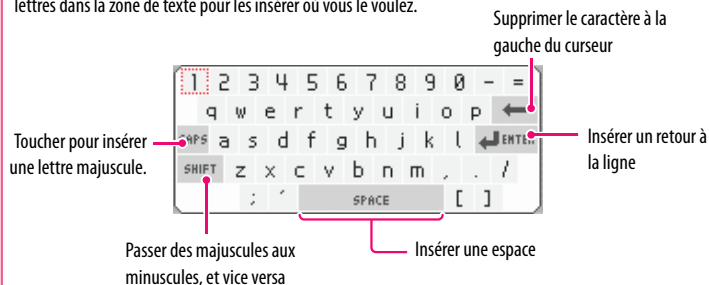 lettres dans la zone de texte pour les insérer où vous le voulez.
Supprimer le caractère à la
gauche du curseur
1 2 3 4 5 6 7 8 9 0 - =
q w e r t y u i o p
Toucher pour insérer
une lettre majuscule.
CAPS a s d f g h j k l ENTER
Insérer un retour à
la ligne
SHIFT z x c v b n m , . /
; ´ SPACE [ ]
Passer des majuscules aux
minuscules, et vice versa
Insérer une espace